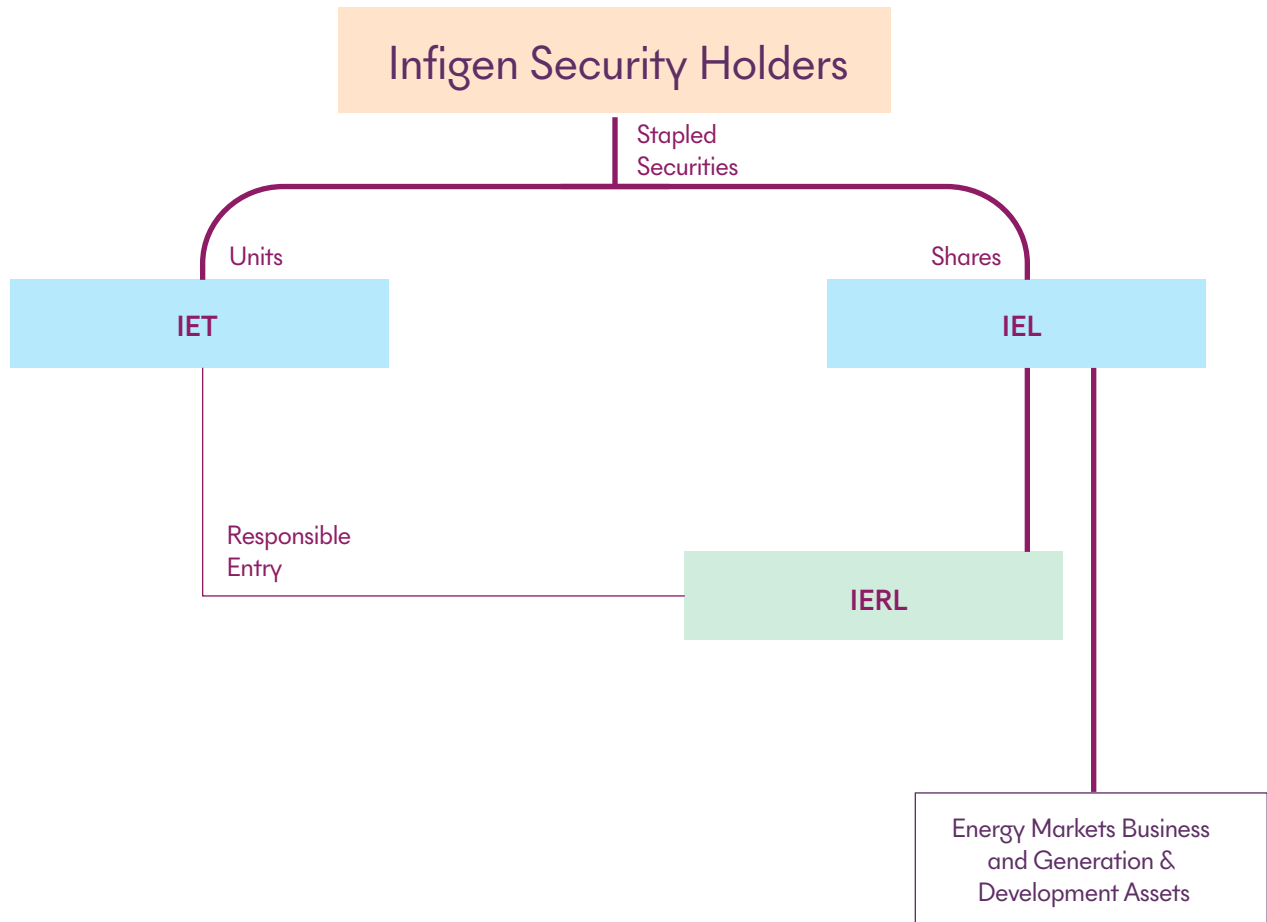 Infigen Security Holders
Stapled
Securities
Units
Shares
IET
IEL
Responsible
Entry
IERL
Energy Markets Business
and Generation &
Development Assets